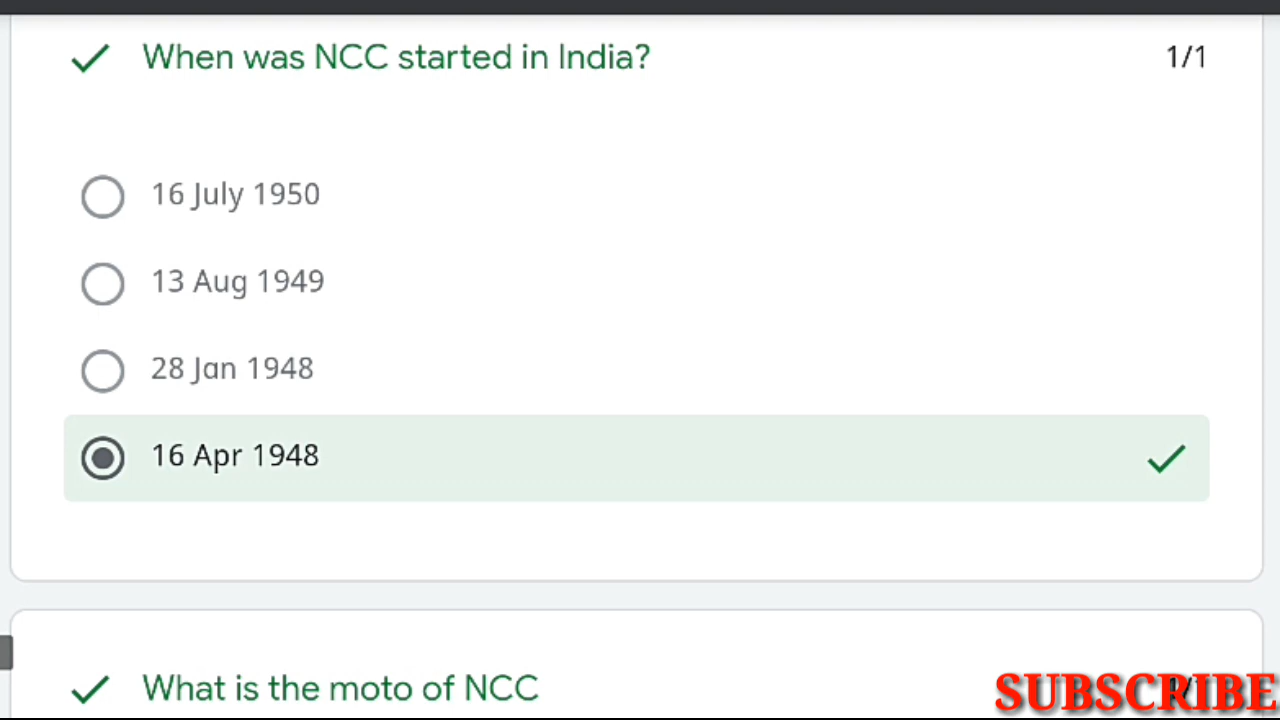 When was NCC started in India?
1/1
16 July 1950
13 Aug 1949
28 Jan 1948
16 Apr 1948
What is the moto of NCC
SUBSCRIBE